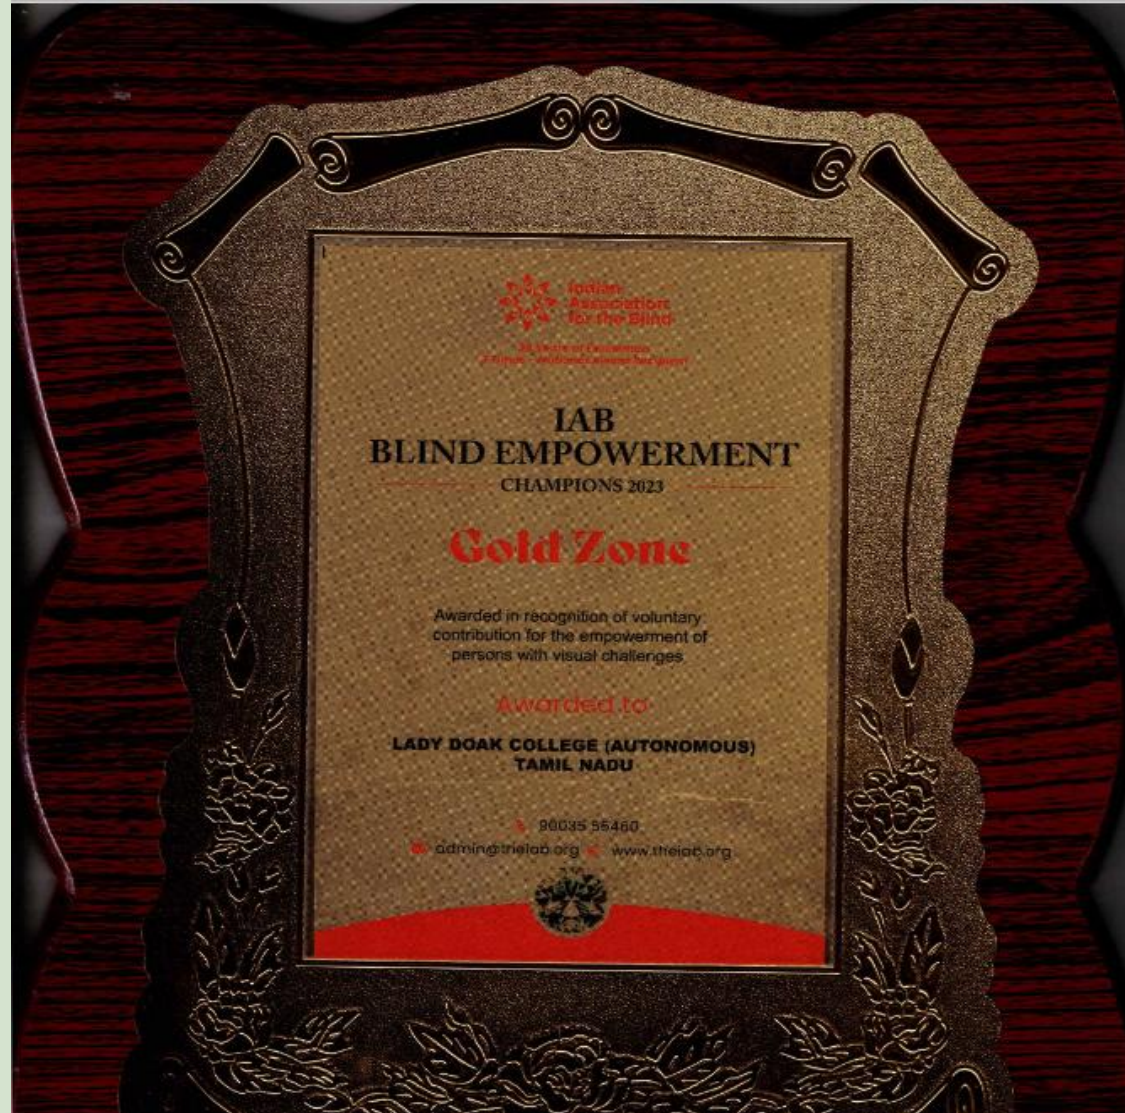 Indian
Association
for the Blind
IAB
BLIND EMPOWERMENT
CHAMPIONS 2023
Gold Zone
Awarded in recognition of voluntary
contribution for the empowerment of
persons with visual challenges
Awarded to
LADY DOAK COLLEGE (AUTONOMOUS)
TAMIL NADU
90035 55460
admin@theiab.org www.theiab.org